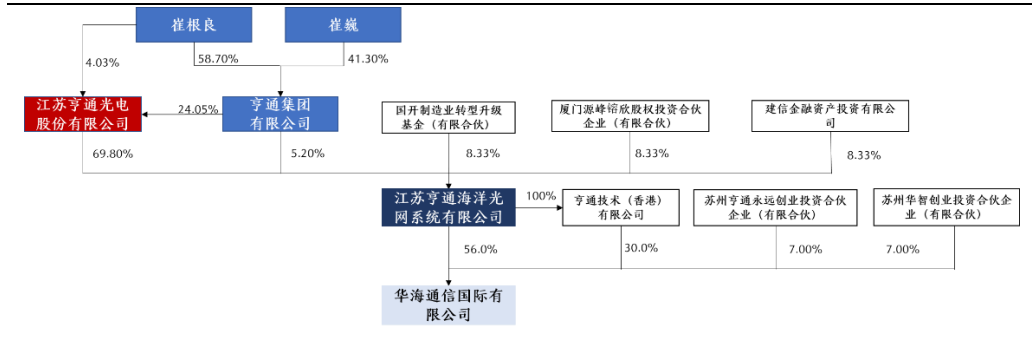 崔根良
崔巍
4.03%
58.70%
41.30%
江苏亨通光电
股份有限公司
24.05%
亨通集团
有限公司
国开制造业转型升级
基金（有限合伙）
厦门源峰镕欣股权投资合伙
企业（有限合伙）
建信金融资产投资有限公
司
69.80%
5.20%
8.33%
8.33%
8.33%
江苏亨通海洋光
网系统有限公司
100%
亨通技术（香港）
有限公司
苏州亨通永远创业投资合伙
企业（有限合伙）
苏州华智创业投资合伙企
业（有限合伙）
56.0%
30.0%
7.00%
7.00%
华海通信国际有
限公司